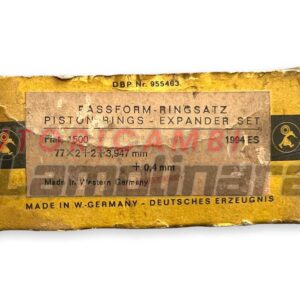 DBP Nr. 955463
PASSFORM-RINGSATZ
PISTON RINGS - EXPANDER SET
Fiat 1500 1994 ES
77×2+2+3,947 mm
+ 0,4 mm
Made in Western Germany
MADE IN W.-GERMANY - DEUTSCHES ERZEUGNIS